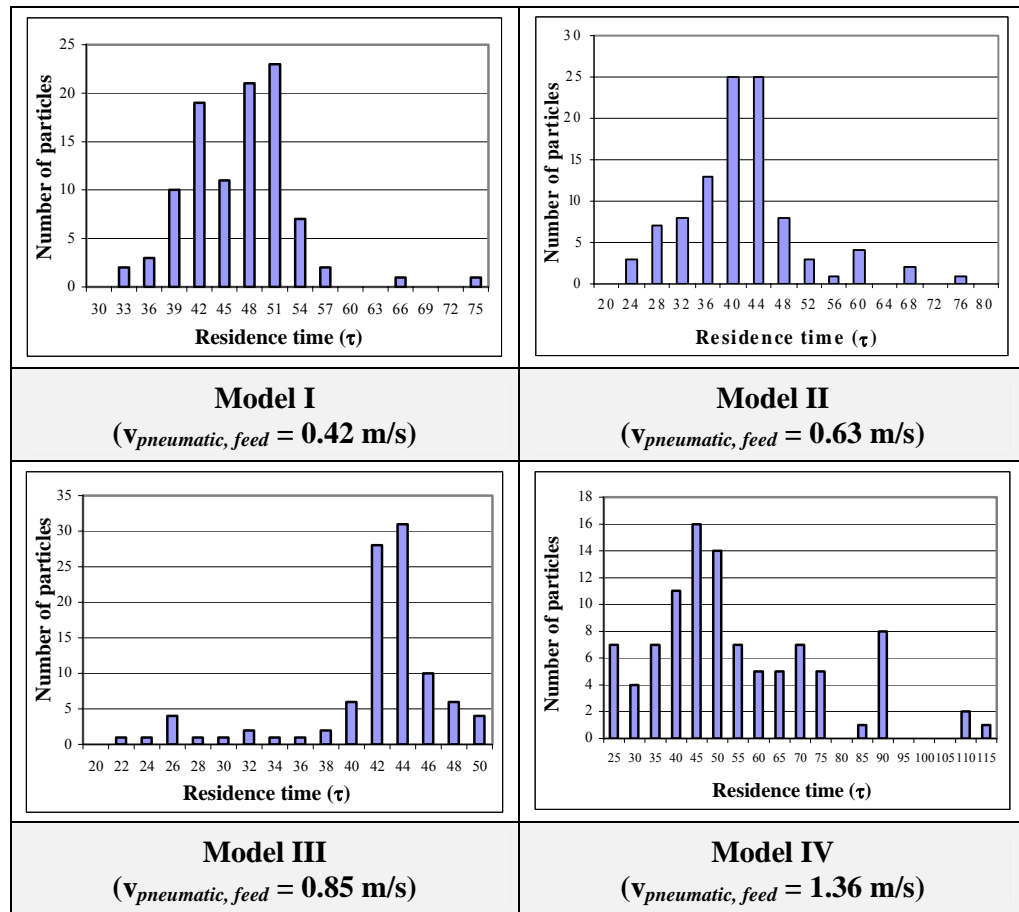 25
20
15
10
5
0
Number of particles
30 33 36 39 42 45 48 51 54 57 60 63 66 69 72 75
Residence time (τ)
30
25
20
15
10
5
0
Number of particles
20 24 28 32 36 40 44 48 52 56 60 64 68 72 76 80
Residence time (τ)
Model I
(v_pneumatic, feed = 0.42 m/s)
Model II
(v_pneumatic, feed = 0.63 m/s)
35
30
25
20
15
10
5
0
Number of particles
20 22 24 26 28 30 32 34 36 38 40 42 44 46 48 50
Residence time (τ)
18
16
14
12
10
8
6
4
2
0
Number of particles
25 30 35 40 45 50 55 60 65 70 75 80 85 90 95 100 105 110 115
Residence time (τ)
Model III
(v_pneumatic, feed = 0.85 m/s)
Model IV
(v_pneumatic, feed = 1.36 m/s)